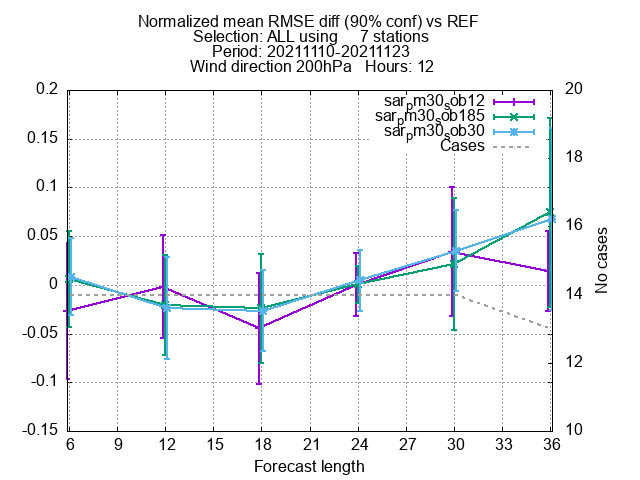 Normalized mean RMSE diff (90% conf) vs REF
Selection: ALL using 7 stations
Period: 20211110-20211123
Wind direction 200hPa Hours: 12
0.2
0.15
0.1
0.05
0
-0.05
-0.1
-0.15
20
18
16
14
12
10
No cases
sarpm30sob12
sarpm30sob185
sarpm30sob30
Cases
6 9 12 15 18 21 24 27 30 33 36
Forecast length